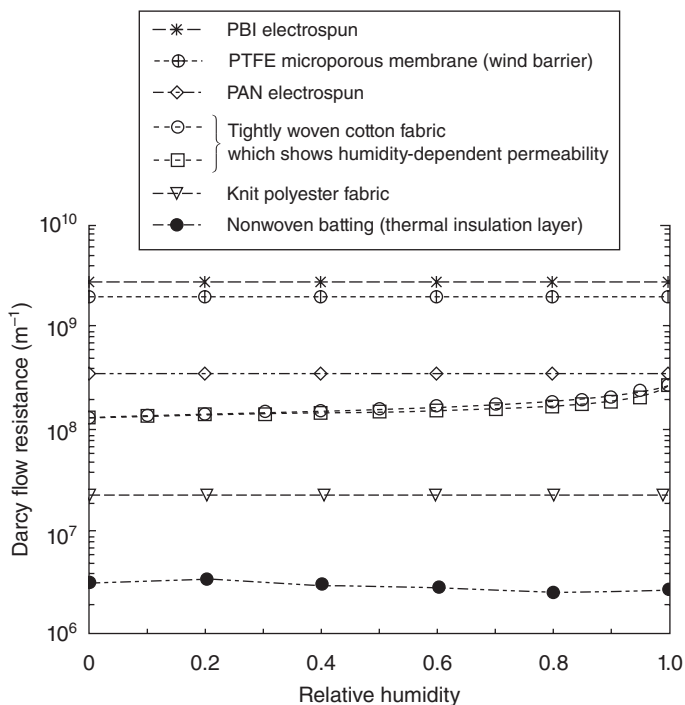 PBI electrospun
PTFE microporous membrane (wind barrier)
PAN electrospun
Tightly woven cotton fabric
which shows humidity-dependent permeability
Knit polyester fabric
Nonwoven batting (thermal insulation layer)
10¹⁰
10⁹
10⁸
10⁷
10⁶
Darcy flow resistance (m⁻¹)
0 0.2 0.4 0.6 0.8 1.0
Relative humidity